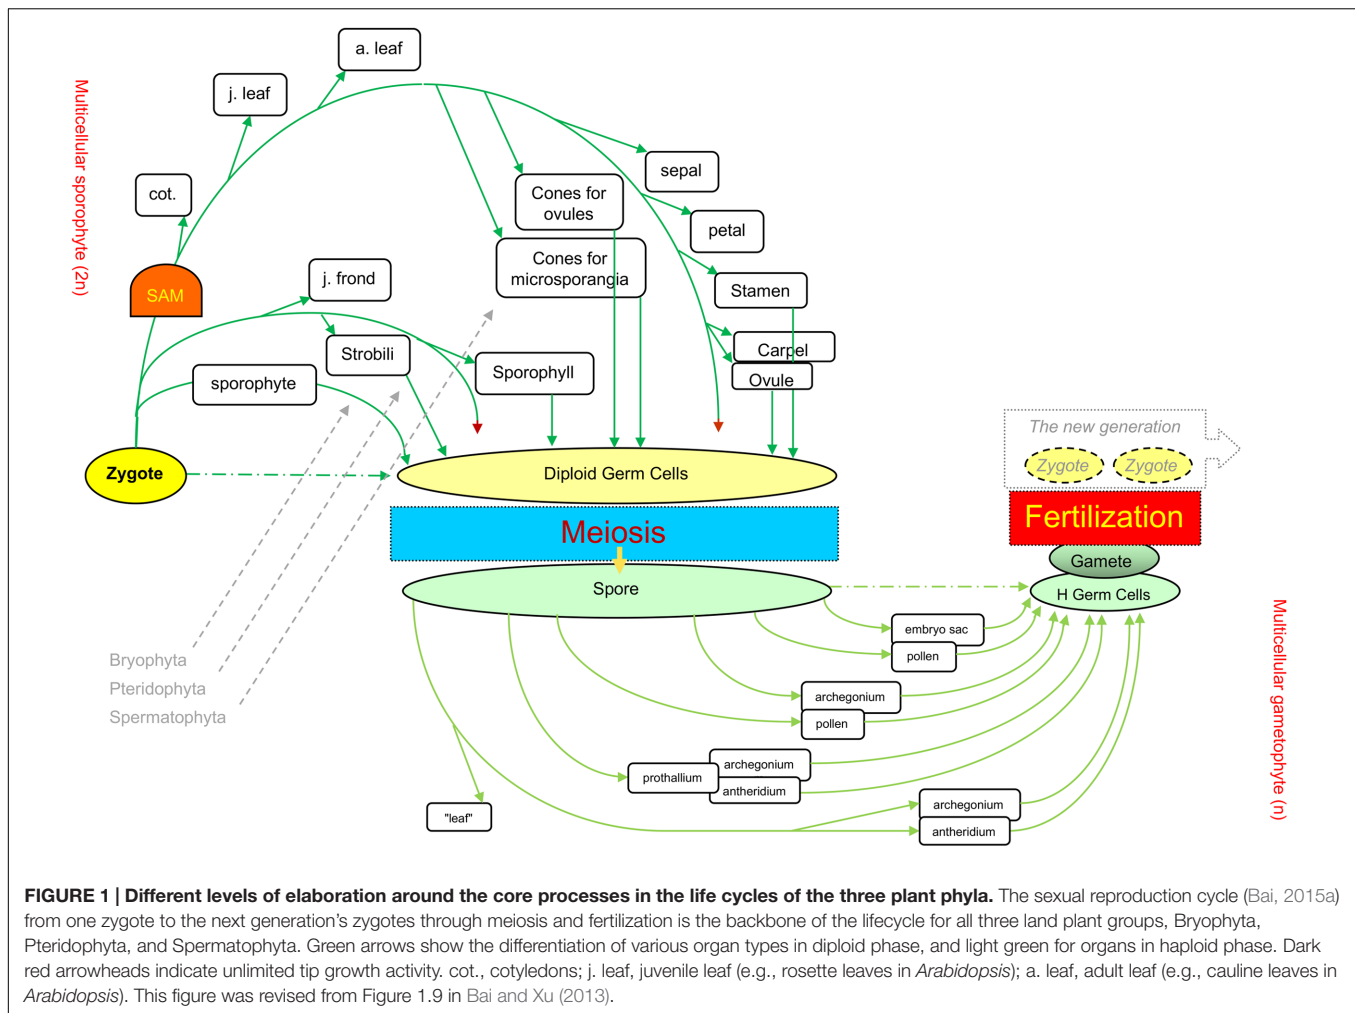 a. leaf
j. leaf
Multicellular sporophyte (2n)
cot.
sepal
Cones for
ovules
petal
Cones for
microsporangia
SAM
j. frond
Stamen
Strobili
Carpel
sporophyte
Sporophyll
Ovule
The new generation
Zygote
Zygote
Zygote
Diploid Germ Cells
Fertilization
Meiosis
Gamete
Spore
H Germ Cells
Multicellular gametophyte (n)
embryo sac
pollen
Bryophyta
Pteridophyta
Spermatophyta
archegonium
pollen
archegonium
prothallium
antheridium
"leaf"
archegonium
antheridium
FIGURE 1 | Different levels of elaboration around the core processes in the life cycles of the three plant phyla. The sexual reproduction cycle (Bai, 2015a)
from one zygote to the next generation's zygotes through meiosis and fertilization is the backbone of the lifecycle for all three land plant groups, Bryophyta,
Pteridophyta, and Spermatophyta. Green arrows show the differentiation of various organ types in diploid phase, and light green for organs in haploid phase. Dark
red arrowheads indicate unlimited tip growth activity. cot., cotyledons; j. leaf, juvenile leaf (e.g., rosette leaves in Arabidopsis); a. leaf, adult leaf (e.g., cauline leaves in
Arabidopsis). This figure was revised from Figure 1.9 in Bai and Xu (2013).